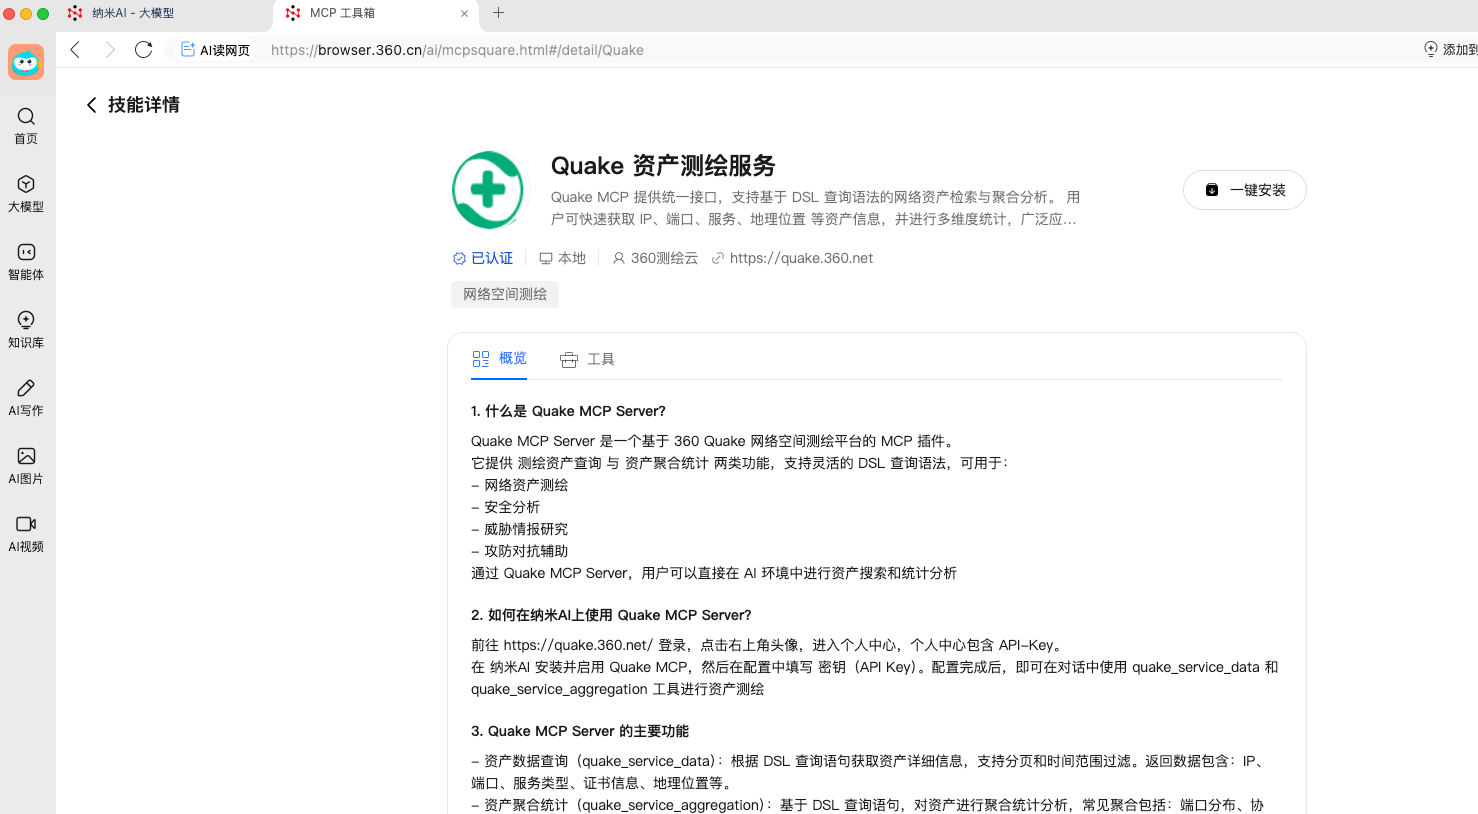 纳米AI - 大模型
MCP 工具箱
AI读网页
https://browser.360.cn/ai/mcpsquare.html#/detail/Quake
添加到
首页
大模型
智能体
知识库
AI写作
AI图片
AI视频
技能详情
Quake 资产测绘服务
Quake MCP 提供统一接口，支持基于 DSL 查询语法的网络资产检索与聚合分析。 用
户可快速获取 IP、端口、服务、地理位置 等资产信息，并进行多维度统计，广泛应...
一键安装
已认证
本地
360测绘云
https://quake.360.net
网络空间测绘
概览
工具
1. 什么是 Quake MCP Server?
Quake MCP Server 是一个基于 360 Quake 网络空间测绘平台的 MCP 插件。
它提供 测绘资产查询 与 资产聚合统计 两类功能，支持灵活的 DSL 查询语法，可用于：
– 网络资产测绘
– 安全分析
– 威胁情报研究
– 攻防对抗辅助
通过 Quake MCP Server，用户可以直接在 AI 环境中进行资产搜索和统计分析
2. 如何在纳米AI上使用 Quake MCP Server?
前往 https://quake.360.net/ 登录，点击右上角头像，进入个人中心，个人中心包含 API-Key。
在 纳米AI 安装并启用 Quake MCP，然后在配置中填写 密钥（API Key）。配置完成后，即可在对话中使用 quake_service_data 和
quake_service_aggregation 工具进行资产测绘
3. Quake MCP Server 的主要功能
– 资产数据查询（quake_service_data）：根据 DSL 查询语句获取资产详细信息，支持分页和时间范围过滤。返回数据包含：IP、
端口、服务类型、证书信息、地理位置等。
– 资产聚合统计（quake_service_aggregation）：基于 DSL 查询语句，对资产进行聚合统计分析，常见聚合包括：端口分布、协